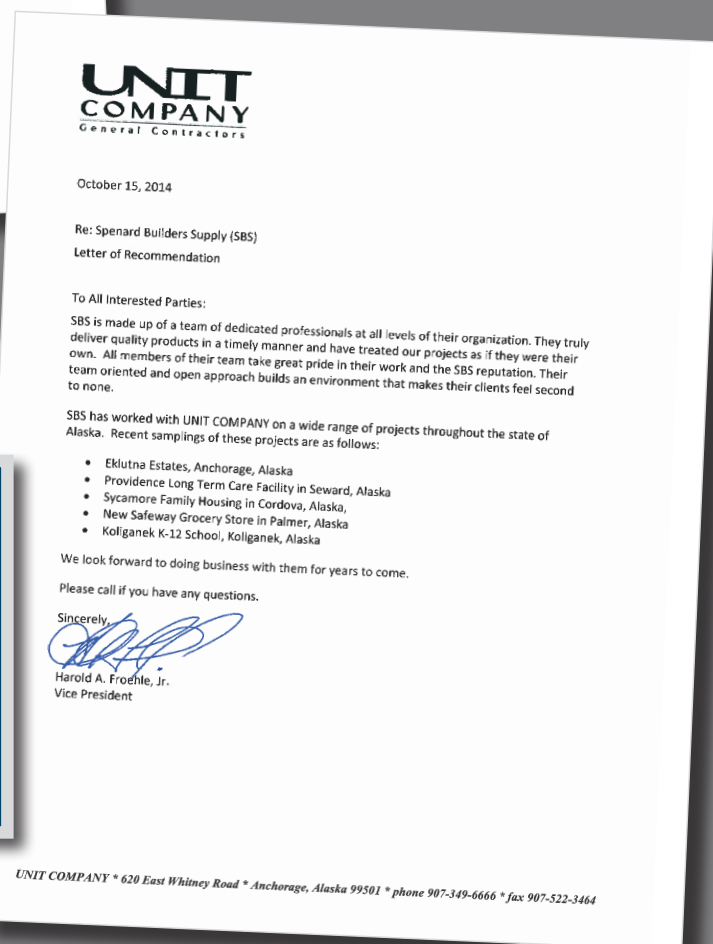 UNIT
COMPANY
General Contractors
October 15, 2014
Re: Spenard Builders Supply (SBS)
Letter of Recommendation
To All Interested Parties:
SBS is made up of a team of dedicated professionals at all levels of their organization. They truly
deliver quality products in a timely manner and have treated our projects as if they were their
own. All members of their team take great pride in their work and the SBS reputation. Their
team oriented and open approach builds an environment that makes their clients feel second
to none.
SBS has worked with UNIT COMPANY on a wide range of projects throughout the state of
Alaska. Recent samplings of these projects are as follows:
• Eklutna Estates, Anchorage, Alaska
• Providence Long Term Care Facility in Seward, Alaska
• Sycamore Family Housing in Cordova, Alaska,
• New Safeway Grocery Store in Palmer, Alaska
• Koliganek K-12 School, Koliganek, Alaska
We look forward to doing business with them for years to come.
Please call if you have any questions.
Sincerely,
Harold A. Froehle, Jr.
Vice President
UNIT COMPANY * 620 East Whitney Road * Anchorage, Alaska 99501 * phone 907-349-6666 * fax 907-522-3464